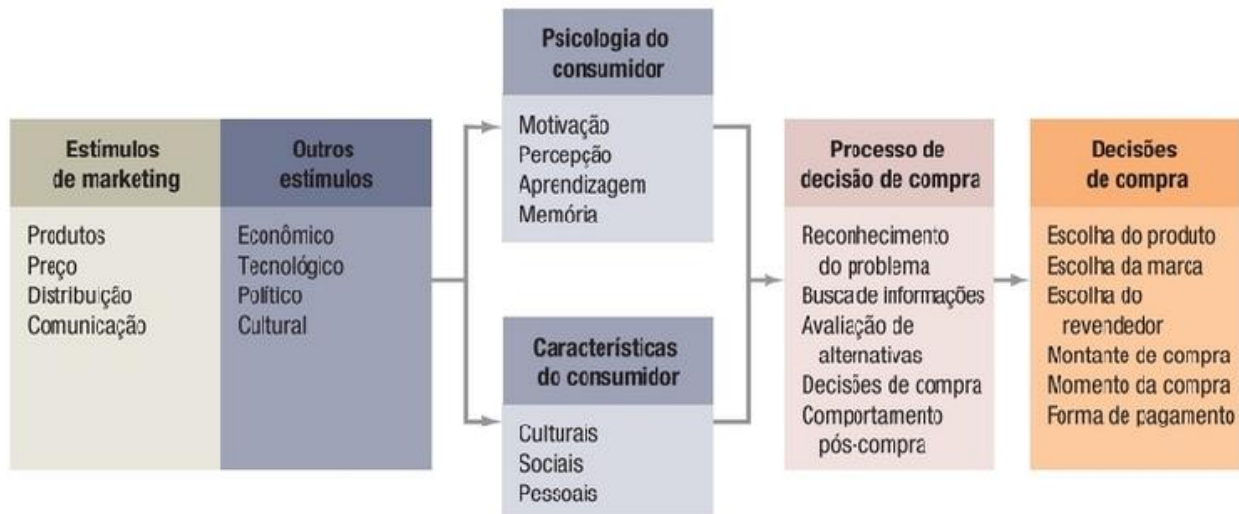 Estímulos
de marketing
Produtos
Preço
Distribuição
Comunicação
Outros
estímulos
Econômico
Tecnológico
Político
Cultural
Psicologia do
consumidor
Motivação
Percepção
Aprendizagem
Memória
Características
do consumidor
Culturais
Sociais
Pessoais
Processo de
decisão de compra
Reconhecimento
do problema
Busca de informações
Avaliação de
alternativas
Decisões de compra
Comportamento
pós-compra
Decisões
de compra
Escolha do produto
Escolha da marca
Escolha do
revendedor
Montante de compra
Momento da compra
Forma de pagamento